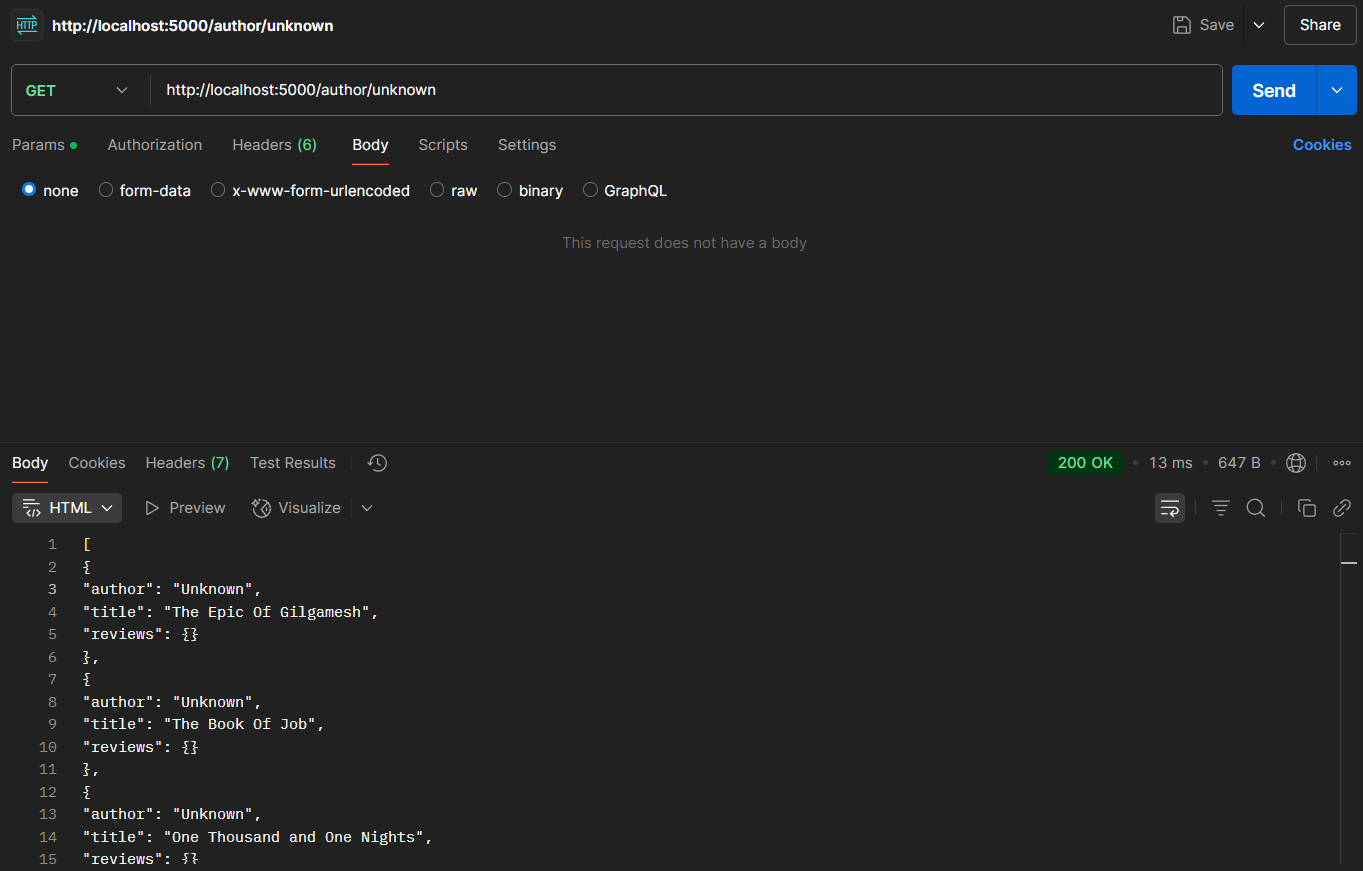 HTTP http://localhost:5000/author/unknown Save Share
GET http://localhost:5000/author/unknown Send
Params Authorization Headers (6) Body Scripts Settings Cookies
none form-data x-www-form-urlencoded raw binary GraphQL
This request does not have a body
Body Cookies Headers (7) Test Results 200 OK • 13 ms • 647 B •
HTML Preview Visualize
1 [
2 {
3 "author": "Unknown",
4 "title": "The Epic Of Gilgamesh",
5 "reviews": {}
6 },
7 {
8 "author": "Unknown",
9 "title": "The Book Of Job",
10 "reviews": {}
11 },
12 {
13 "author": "Unknown",
14 "title": "One Thousand and One Nights",
15 "reviews": {}